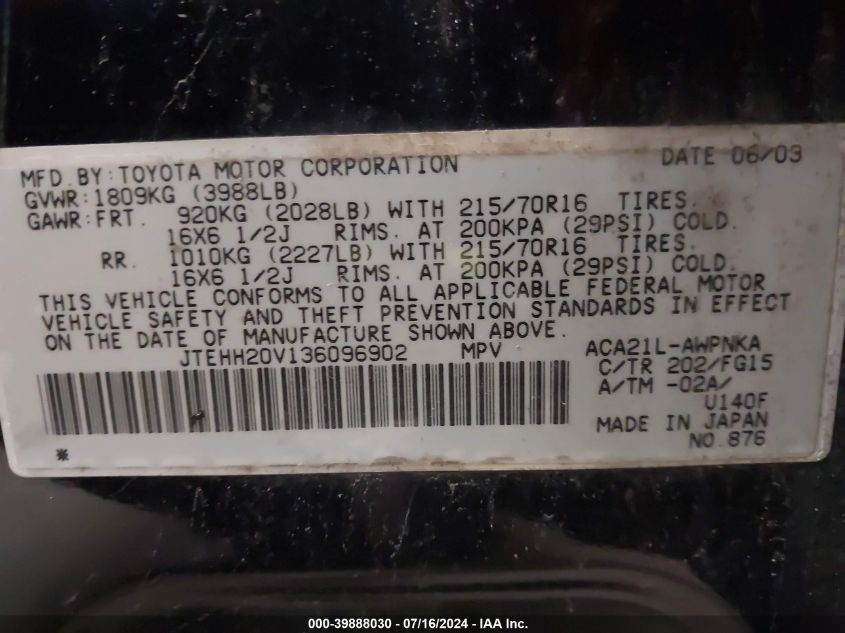 MFD.BY:TOYOTA MOTOR CORPORATION DATE 06/03
GVWR:1809KG (3988LB)
GAWR:FRT. 920KG (2028LB) WITH 215/70R16 TIRES.
16X6 1/2J RIMS. AT 200KPA (29PSI) COLD.
RR. 1010KG (2227LB) WITH 215/70R16 TIRES.
16X6 1/2J RIMS. AT 200KPA (29PSI) COLD.
THIS VEHICLE CONFORMS TO ALL APPLICABLE FEDERAL MOTOR
VEHICLE SAFETY AND THEFT PREVENTION STANDARDS IN EFFECT
ON THE DATE OF MANUFACTURE SHOWN ABOVE.
JTEHH20V136096902 MPV ACA21L-AWPNKA
C/TR 202/FG15
A/TM -02A/
U140F
MADE IN JAPAN
* NO.876
000-39888030 - 07/16/2024 - IAA Inc.